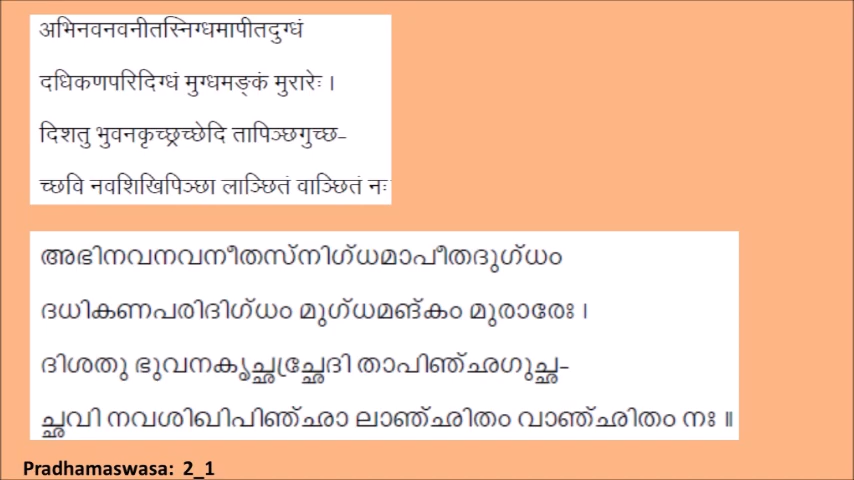 अभिनवनवनीतस्निग्धमापीतदुग्धं
दधिकणपरिदिग्धं मुग्धमङ्कं मुरारेः ।
दिशतु भुवनकृच्छ्रच्छेदि तापिञ्छगुच्छ–
च्छवि नवशिखिपिञ्छा लाञ्छितं वाञ्छितं नः
അഭിനവനവനീതസ്നിഗ്ധമാപീതദുഗ്ധം
ദധികണപരിദിഗ്ധം മുഗ്ധമങ്കം മുരാരേഃ ।
ദിശതു ഭുവനകൃച്ഛ്രച്ഛേദി താപിഞ്ഛഗുച്ഛ–
ച്ഛവി നവശിഖിപിഞ്ഛാ ലാഞ്ഛിതം വാഞ്ഛിതം നഃ ॥
Pradhamaswasa: 2_1